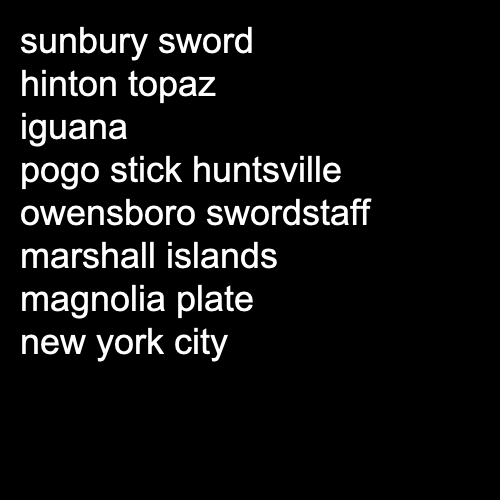 sunbury sword
hinton topaz
iguana
pogo stick huntsville
owensboro swordstaff
marshall islands
magnolia plate
new york city